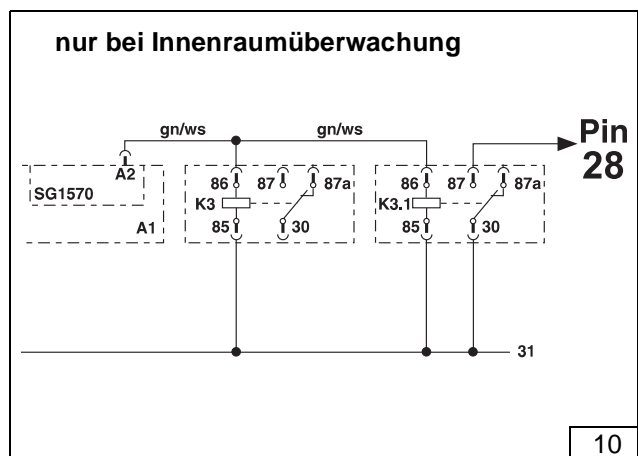 nur bei Innenraumüberwachung
gn/ws gn/ws
Pin
28
A2
SG1570
A1
86 87 87a
K3
85 30
86 87 87a
K3.1
85 30
31
10